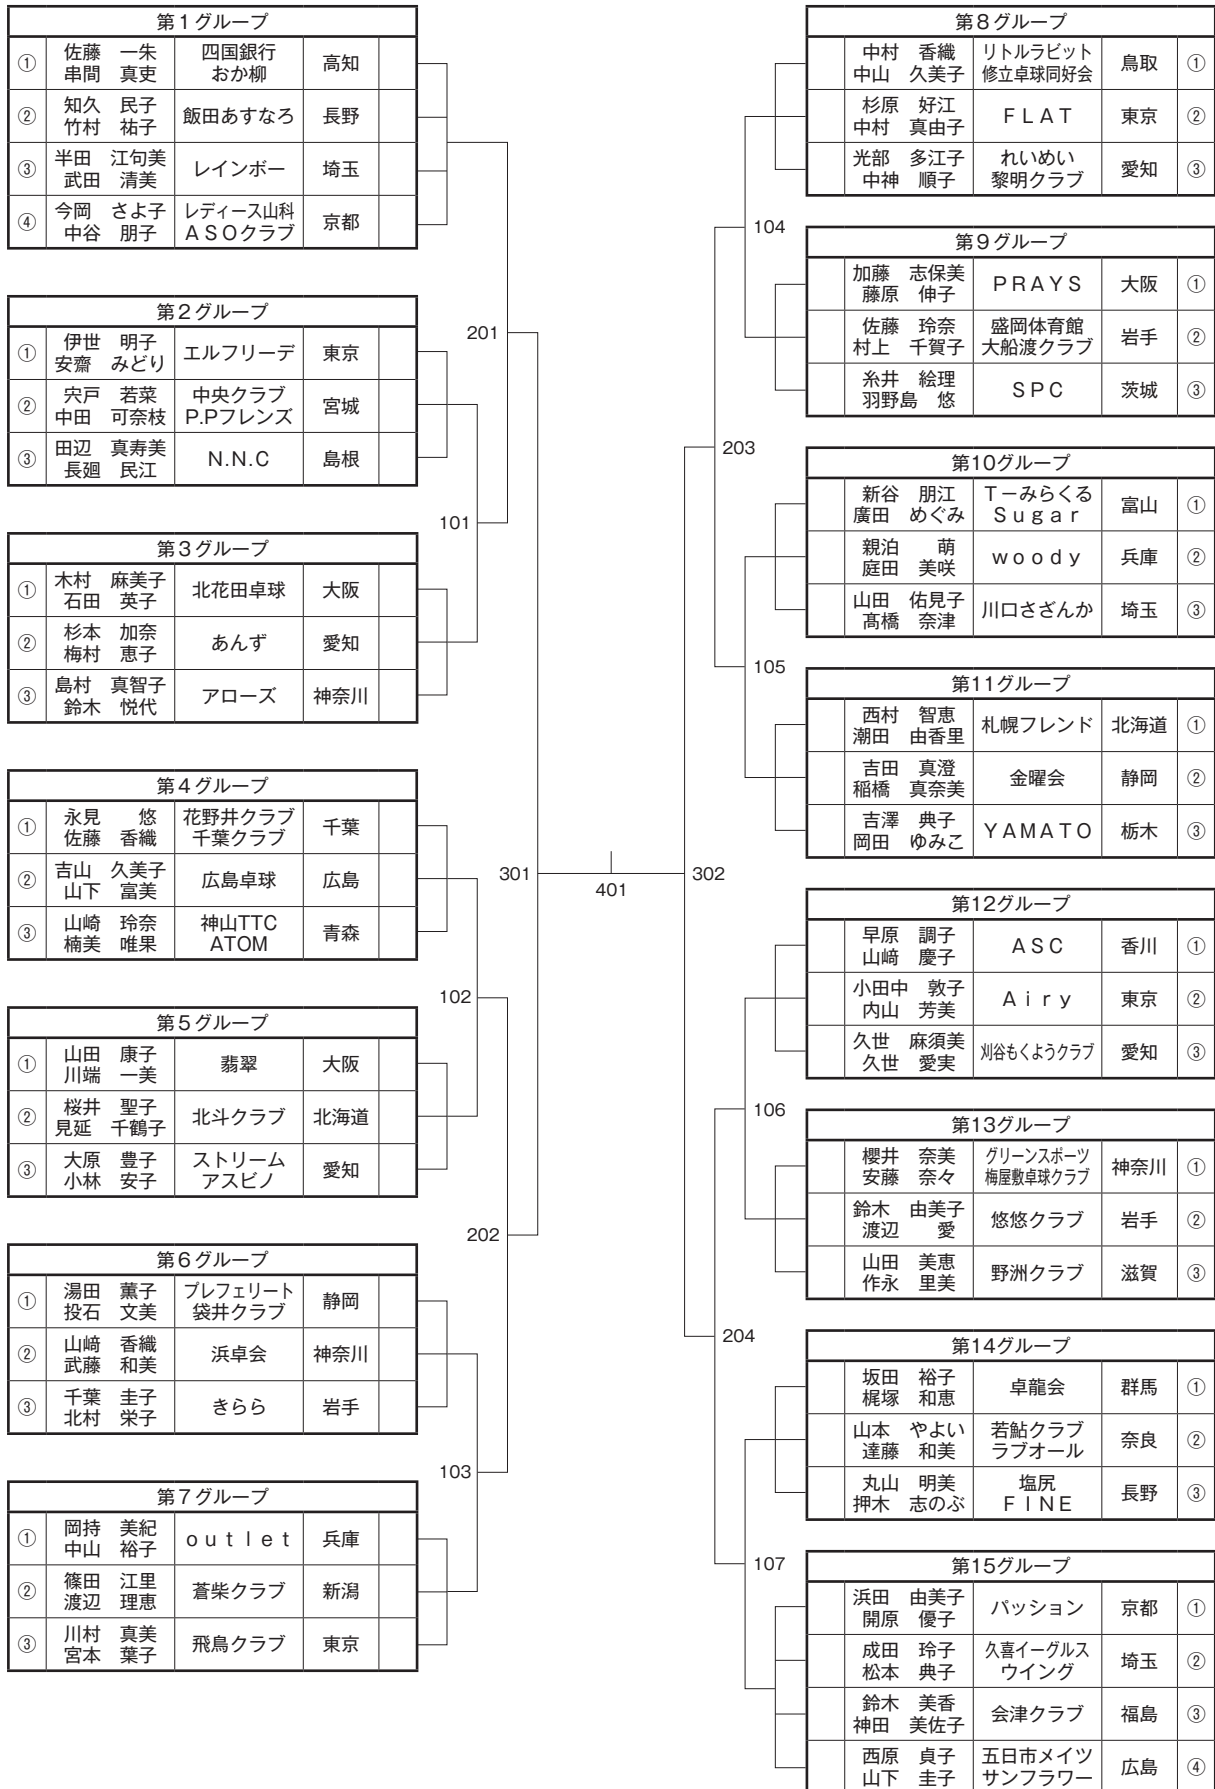 第1グループ
① 佐藤　一朱 四国銀行 高知
串間　真吏 おか柳
② 知久　民子 飯田あすなろ 長野
竹村　祐子
③ 半田　江句美 レインボー 埼玉
武田　清美
④ 今岡　さよ子 レディース山科 京都
中谷　朋子 ASOクラブ
第2グループ
① 伊世　明子 エルフリーデ 東京
安齋　みどり
② 宍戸　若菜 中央クラブ 宮城
中田　可奈枝 P.Pフレンズ
③ 田辺　真寿美 N.N.C 島根
長廻　民江
第3グループ
① 木村　麻美子 北花田卓球 大阪
石田　英子
② 杉本　加奈 あんず 愛知
梅村　恵子
③ 島村　真智子 アローズ 神奈川
鈴木　悦代
第4グループ
① 永見　悠 花野井クラブ 千葉
佐藤　香織 千葉クラブ
② 吉山　久美子 広島卓球 広島
山下　富美
③ 山崎　玲奈 神山TTC 青森
楠美　唯果 ATOM
第5グループ
① 山田　康子 翡翠 大阪
川端　一美
② 桜井　聖子 北斗クラブ 北海道
見延　千鶴子
③ 大原　豊子 ストリーム 愛知
小林　安子 アスビノ
第6グループ
① 湯田　薫子 プレフェリート 静岡
投石　文美 袋井クラブ
② 山﨑　香織 浜卓会 神奈川
武藤　和美
③ 千葉　圭子 きらら 岩手
北村　栄子
第7グループ
① 岡持　美紀 outlet 兵庫
中山　裕子
② 篠田　江里 蒼柴クラブ 新潟
渡辺　理恵
③ 川村　真美 飛鳥クラブ 東京
宮本　葉子
201
101
301
102
202
103
401
302
104
203
105
106
204
107
第8グループ
中村　香織 リトルラビット 鳥取 ①
中山　久美子 修立卓球同好会
杉原　好江 FLAT 東京 ②
中村　真由子
光部　多江子 れいめい 愛知 ③
中神　順子 黎明クラブ
第9グループ
加藤　志保美 PRAYS 大阪 ①
藤原　伸子
佐藤　玲奈 盛岡体育館 岩手 ②
村上　千賀子 大船渡クラブ
糸井　絵理 SPC 茨城 ③
羽野島　悠
第10グループ
新谷　朋江 T－みらくる 富山 ①
廣田　めぐみ Sugar
親泊　萌 woody 兵庫 ②
庭田　美咲
山田　佑見子 川口さざんか 埼玉 ③
髙橋　奈津
第11グループ
西村　智恵 札幌フレンド 北海道 ①
潮田　由香里
吉田　真澄 金曜会 静岡 ②
稲橋　真奈美
吉澤　典子 YAMATO 栃木 ③
岡田　ゆみこ
第12グループ
早原　調子 ASC 香川 ①
山﨑　慶子
小田中　敦子 Airy 東京 ②
内山　芳美
久世　麻須美 刈谷もくようクラブ 愛知 ③
久世　愛実
第13グループ
櫻井　奈美 グリーンスポーツ 神奈川 ①
安藤　奈々 梅屋敷卓球クラブ
鈴木　由美子 悠悠クラブ 岩手 ②
渡辺　愛
山田　美恵 野洲クラブ 滋賀 ③
作永　里美
第14グループ
坂田　裕子 卓龍会 群馬 ①
梶塚　和恵
山本　やよい 若鮎クラブ 奈良 ②
達藤　和美 ラブオール
丸山　明美 塩尻 長野 ③
押木　志のぶ FINE
第15グループ
浜田　由美子 パッション 京都 ①
開原　優子
成田　玲子 久喜イーグルス 埼玉 ②
松本　典子 ウイング
鈴木　美香 会津クラブ 福島 ③
神田　美佐子
西原　貞子 五日市メイツ 広島 ④
山下　圭子 サンフラワー